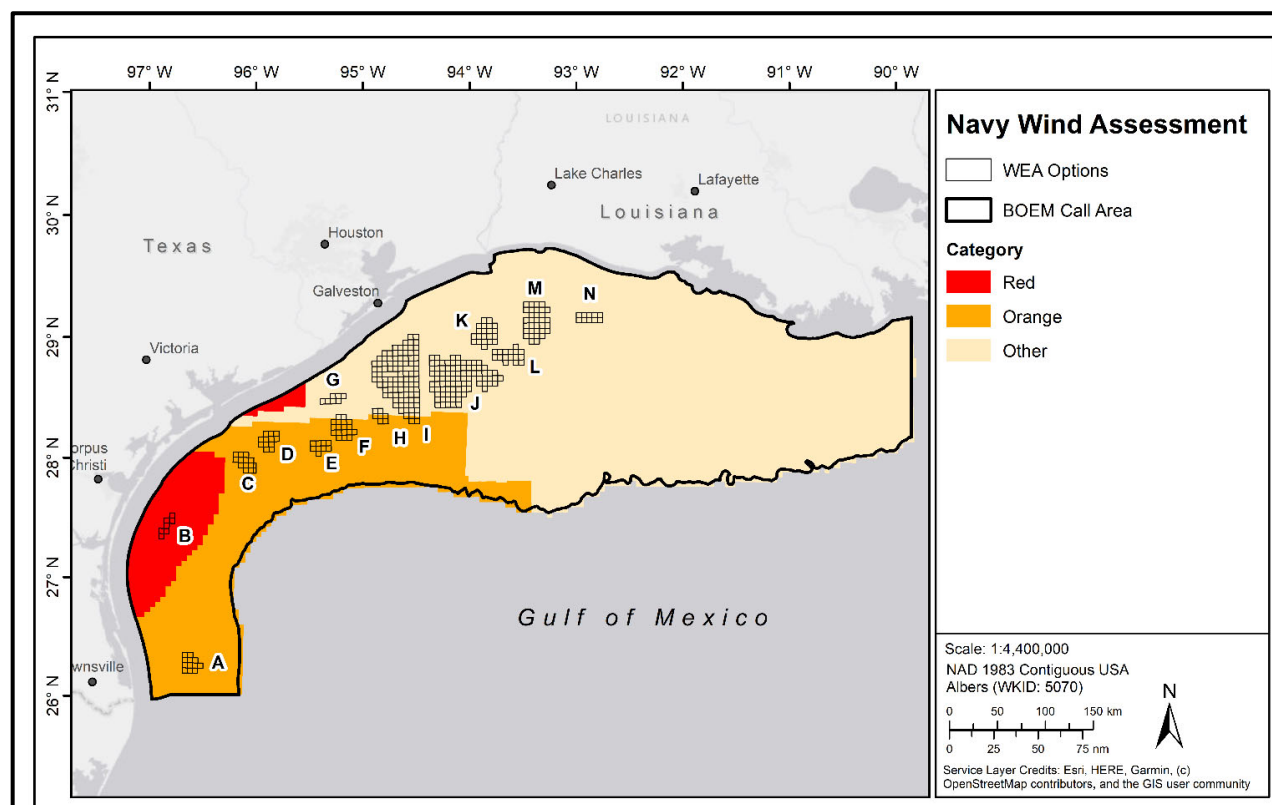 97° W 96° W 95° W 94° W 93° W 92° W 91° W 90° W
31° N
30° N
29° N
28° N
27° N
26° N
LOUISIANA
Lake Charles
Lafayette
Louisiana
Texas
Houston
Galveston
Victoria
orpus
Christi
wnsville
M
N
K
L
G
J
I
H
F
E
D
C
B
A
Gulf of Mexico
Navy Wind Assessment
WEA Options
BOEM Call Area
Category
Red
Orange
Other
Scale: 1:4,400,000
NAD 1983 Contiguous USA
Albers (WKID: 5070)
N
0 50 100 150 km
0 25 50 75 nm
Service Layer Credits: Esri, HERE, Garmin, (c)
OpenStreetMap contributors, and the GIS user community